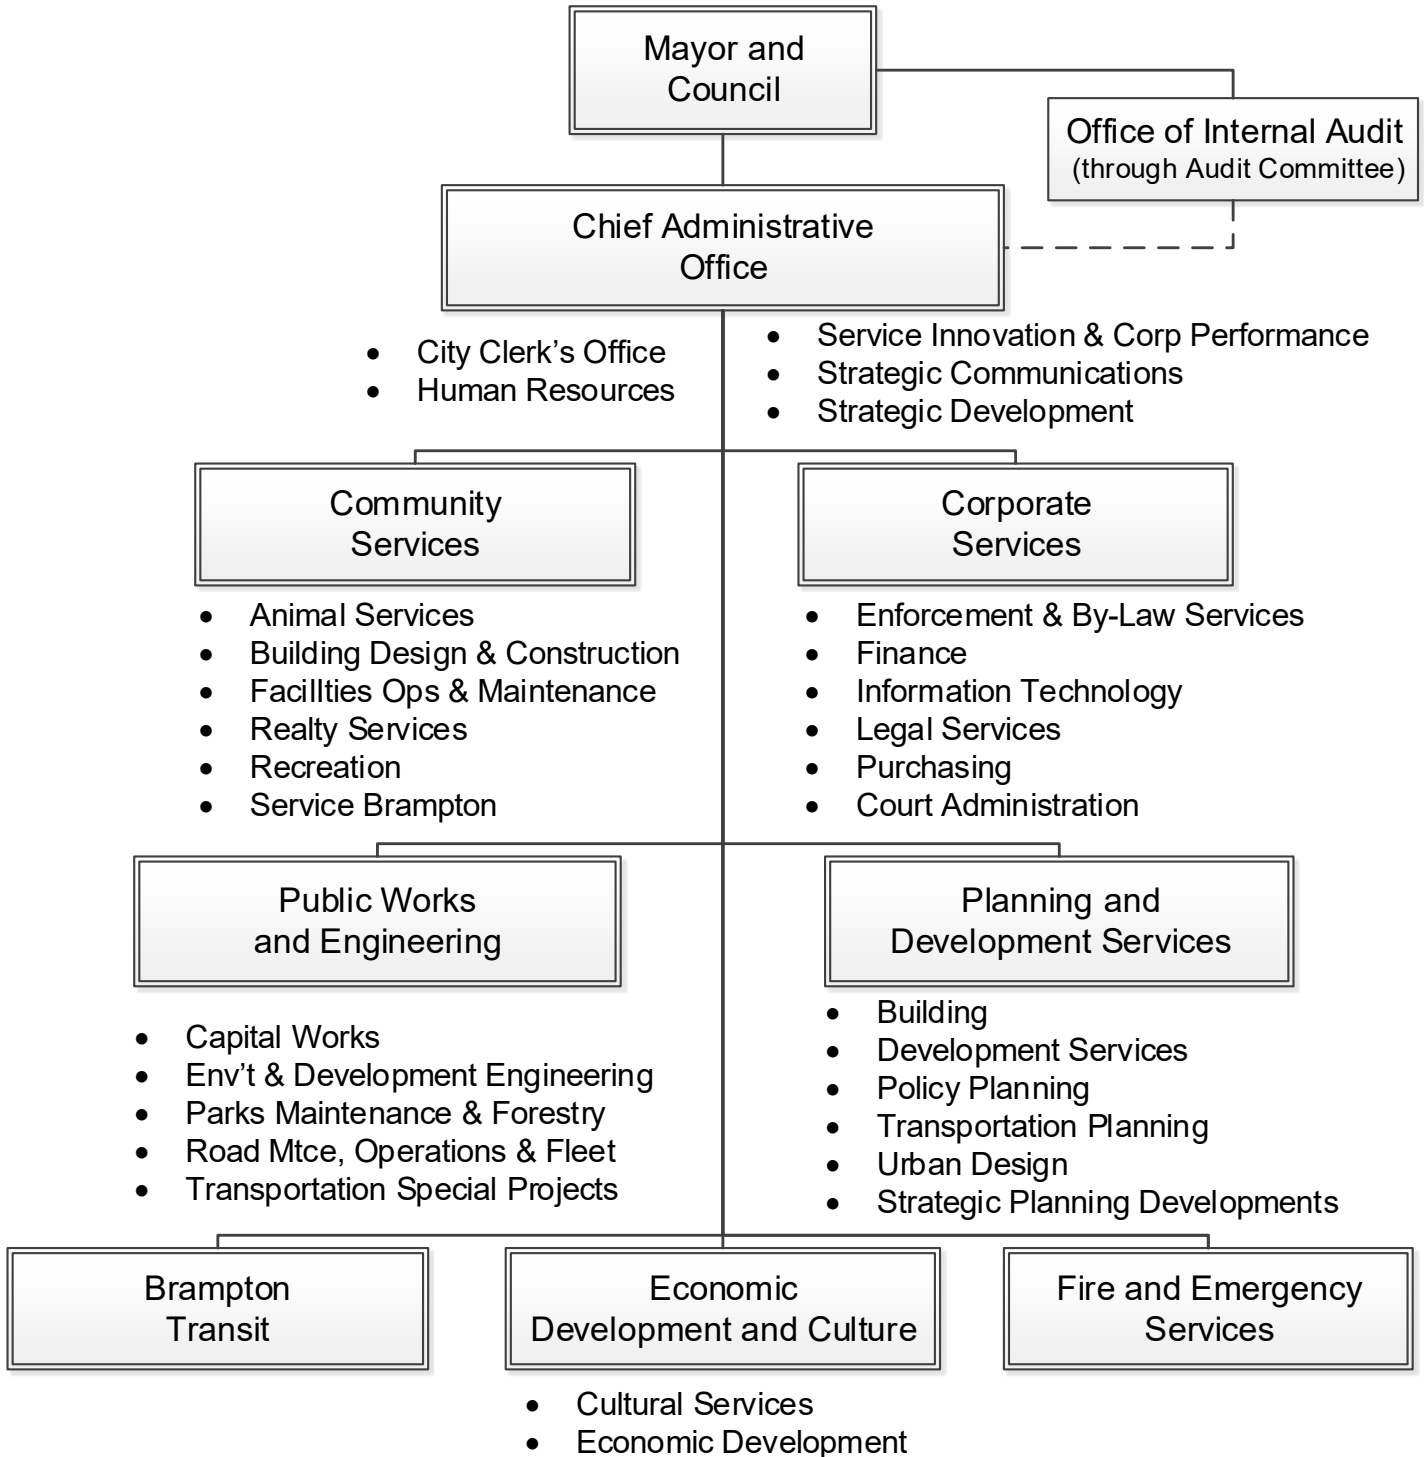 Mayor and
Council
Office of Internal Audit
(through Audit Committee)
Chief Administrative
Office
• City Clerk’s Office
• Human Resources
• Service Innovation & Corp Performance
• Strategic Communications
• Strategic Development
Community
Services
• Animal Services
• Building Design & Construction
• FacilIties Ops & Maintenance
• Realty Services
• Recreation
• Service Brampton
Corporate
Services
• Enforcement & By-Law Services
• Finance
• Information Technology
• Legal Services
• Purchasing
• Court Administration
Public Works
and Engineering
• Capital Works
• Env’t & Development Engineering
• Parks Maintenance & Forestry
• Road Mtce, Operations & Fleet
• Transportation Special Projects
Planning and
Development Services
• Building
• Development Services
• Policy Planning
• Transportation Planning
• Urban Design
• Strategic Planning Developments
Brampton
Transit
Economic
Development and Culture
• Cultural Services
• Economic Development
Fire and Emergency
Services